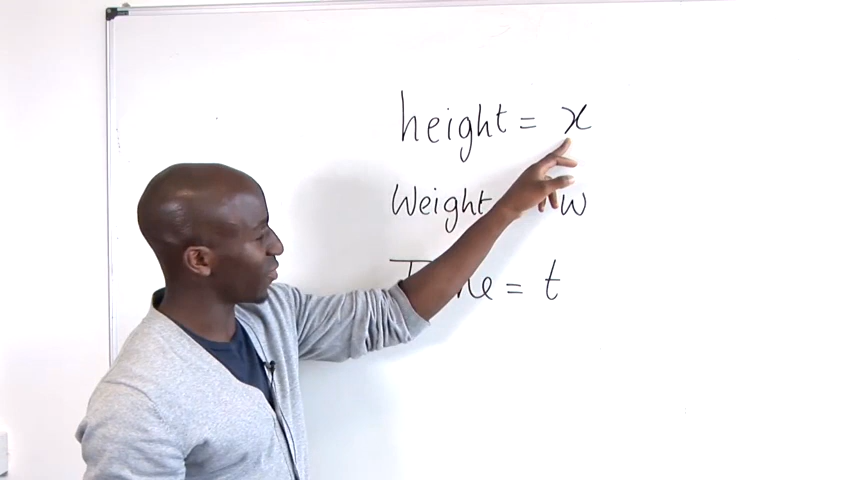 height = x
Weight w
= t